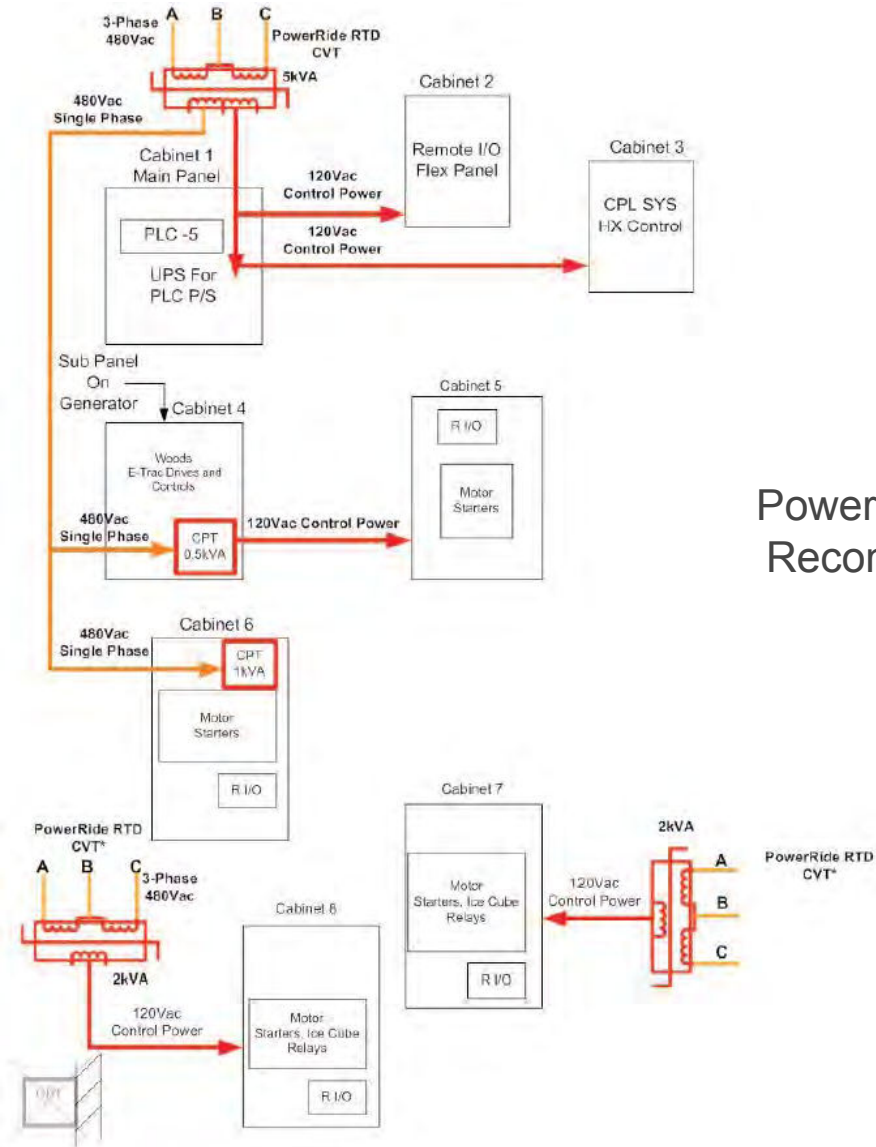 3-Phase
480Vac
A B C
PowerRide RTD
CVT
5kVA
480Vac
Single Phase
Cabinet 1
Main Panel
PLC -5
UPS For
PLC P/S
120Vac
Control Power
120Vac
Control Power
Cabinet 2
Remote I/O
Flex Panel
Cabinet 3
CPL SYS
HX Control
Sub Panel
On
Generator
Cabinet 4
Woods
E-Trac Drives and
Controls
480Vac
Single Phase
CPT
0.5kVA
120Vac Control Power
Cabinet 5
R I/O
Motor
Starters
Power
Recor
480Vac
Single Phase
Cabinet 6
CPT
1kVA
Motor
Starters
R I/O
PowerRide RTD
CVT*
A B C
3-Phase
480Vac
2kVA
120Vac
Control Power
Cabinet 8
Motor
Starters, Ice Cube
Relays
R I/O
Cabinet 7
Motor
Starters, Ice Cube
Relays
R I/O
120Vac
Control Power
2kVA
A
B
C
PowerRide RTD
CVT*